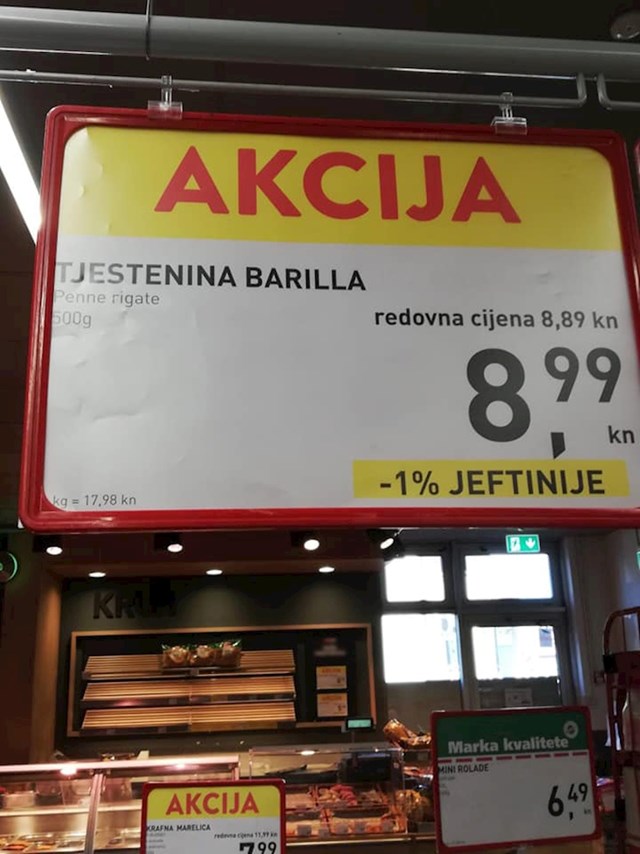 AKCIJA
TJESTENINA BARILLA
Penne rigate
500g
redovna cijena 8,89 kn
8,99
kn
-1% JEFTINIJE
kg = 17,98 kn
Marka kvalitete
MINI ROLADE
6,49
AKCIJA
KRAFNA MARELICA
redovna cijena 11,99 kn
7,99